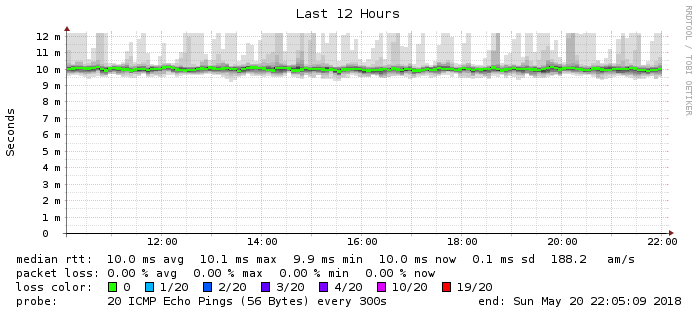 Last 12 Hours
RRDTOOL / TOBI OETIKER
Seconds
12 m
11 m
10 m
9 m
8 m
7 m
6 m
5 m
4 m
3 m
2 m
1 m
0
12:00 14:00 16:00 18:00 20:00 22:00
median rtt: 10.0 ms avg 10.1 ms max 9.9 ms min 10.0 ms now 0.1 ms sd 188.2 am/s
packet loss: 0.00 % avg 0.00 % max 0.00 % min 0.00 % now
loss color: 0 1/20 2/20 3/20 4/20 10/20 19/20
probe: 20 ICMP Echo Pings (56 Bytes) every 300s end: Sun May 20 22:05:09 2018